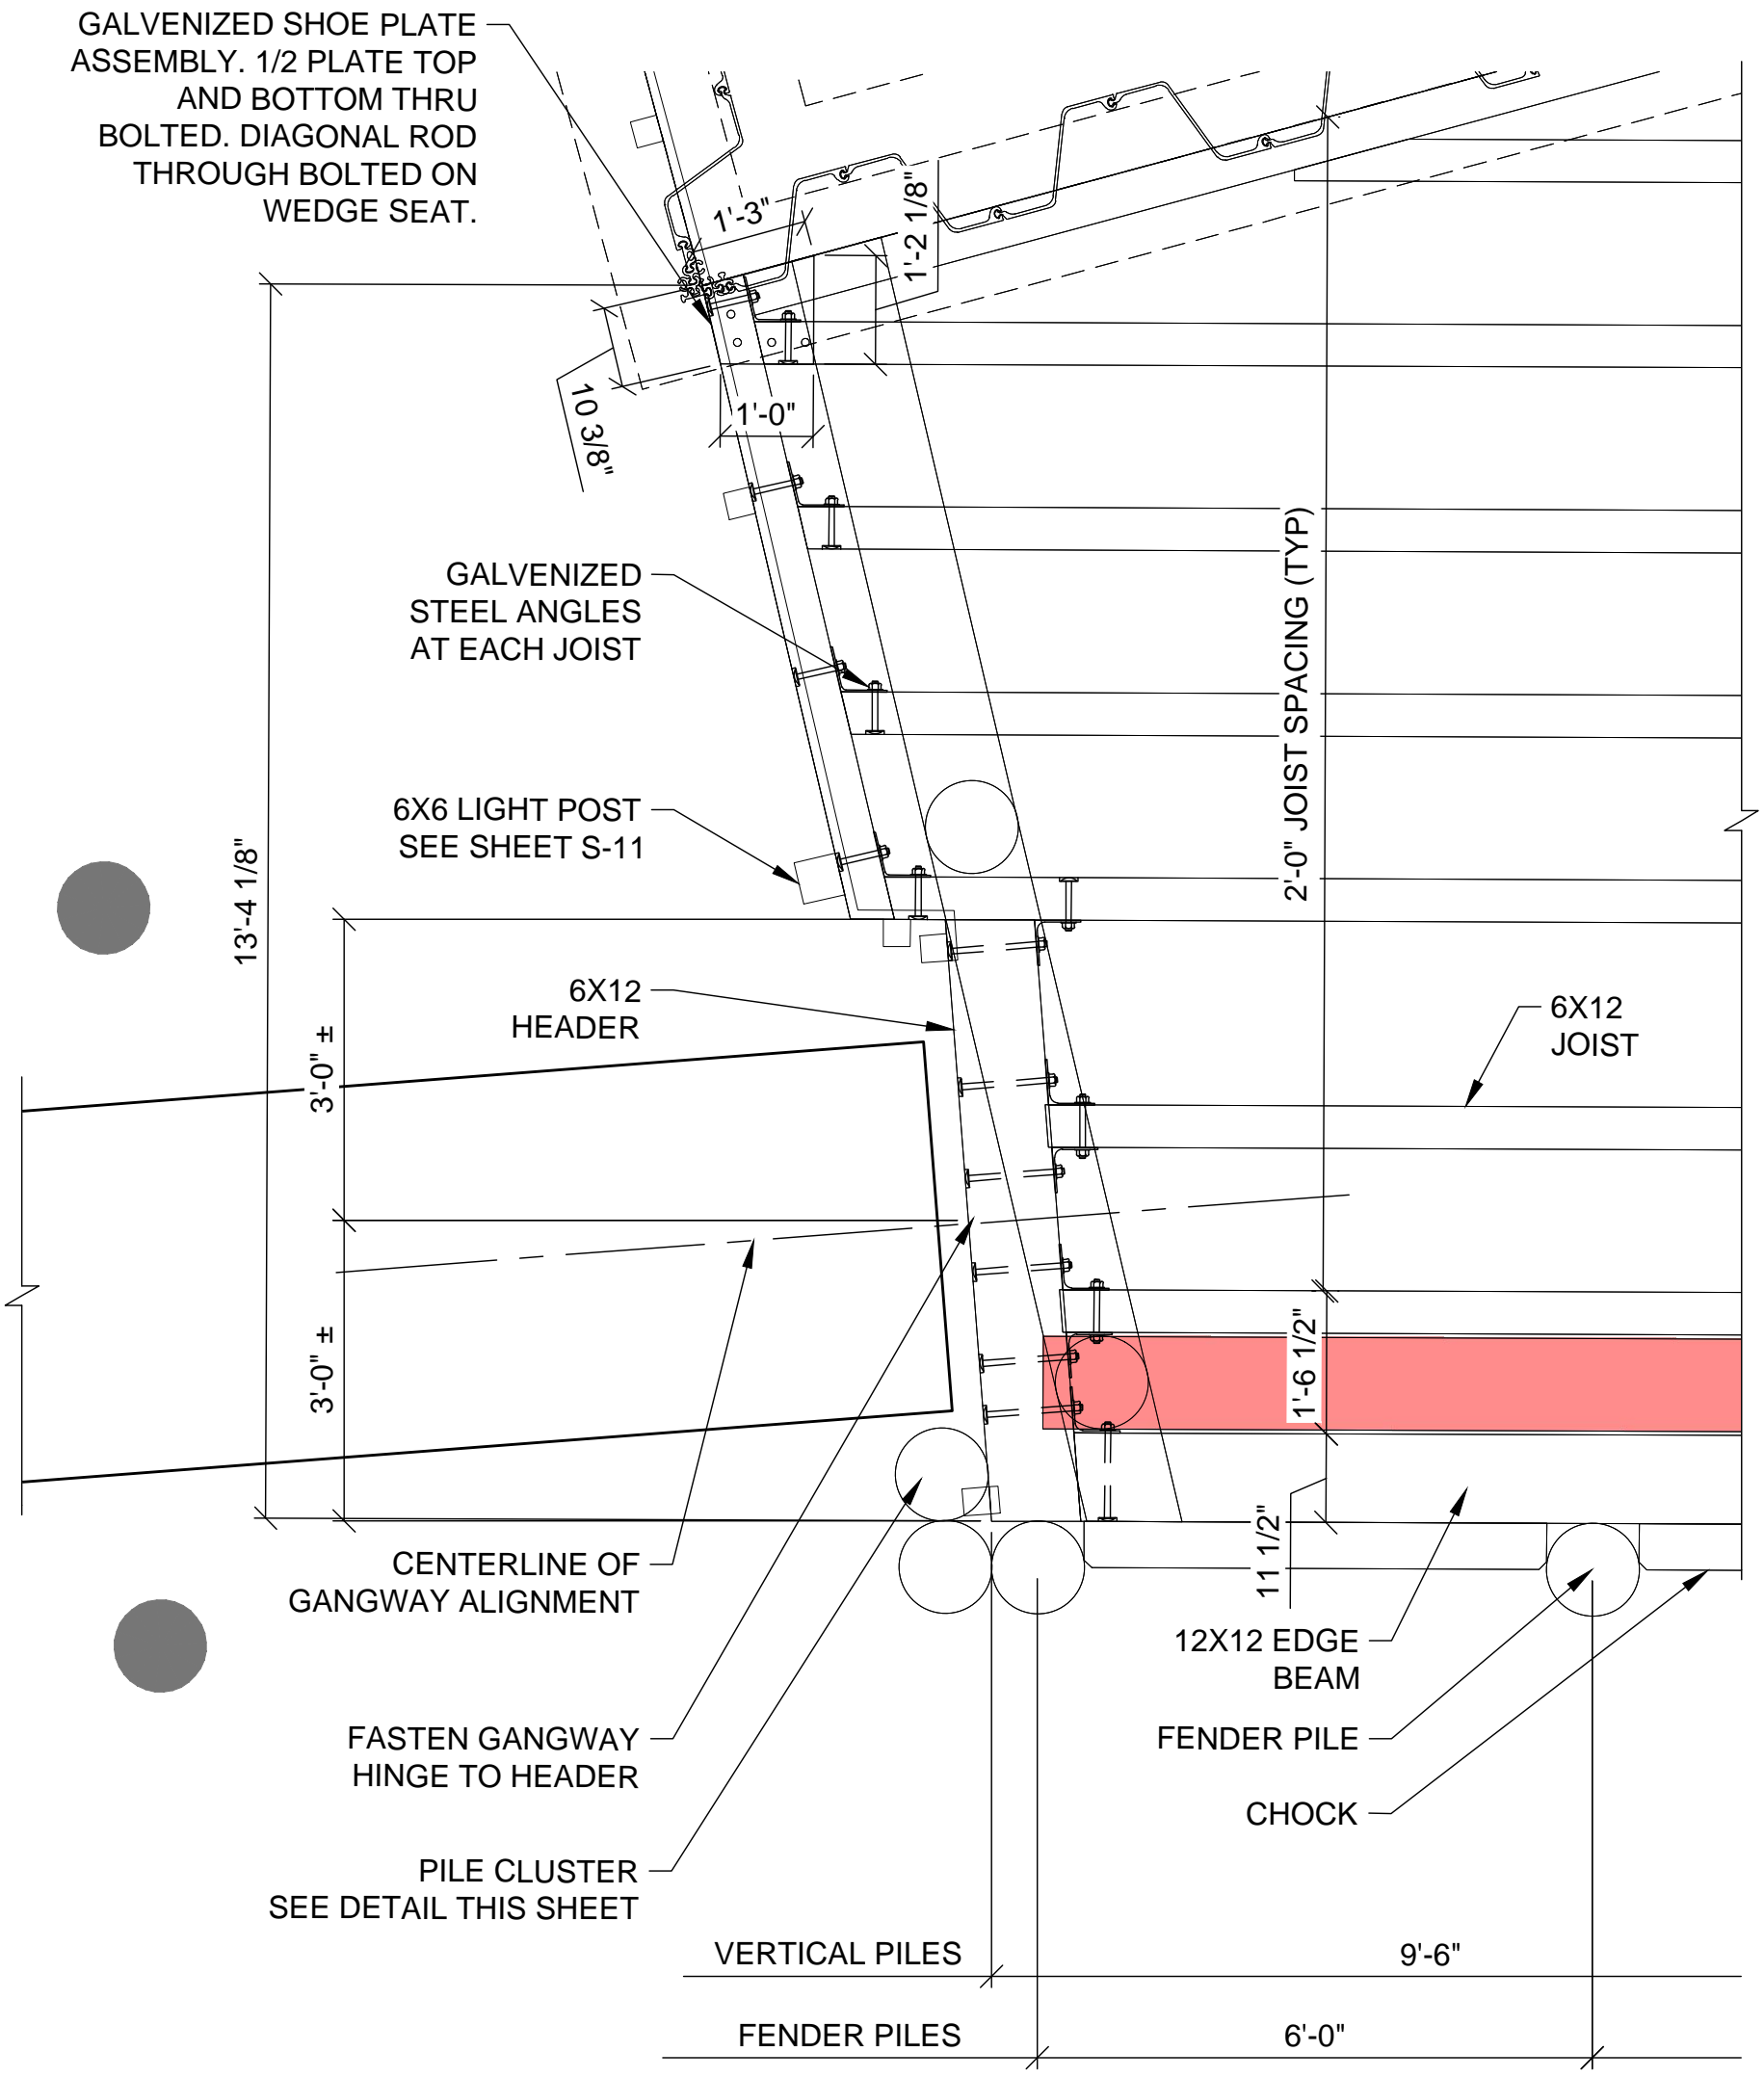 GALVENIZED SHOE PLATE
ASSEMBLY. 1/2 PLATE TOP
AND BOTTOM THRU
BOLTED. DIAGONAL ROD
THROUGH BOLTED ON
WEDGE SEAT.
1'-3"
1'-2 1/8"
10 3/8"
1'-0"
GALVENIZED
STEEL ANGLES
AT EACH JOIST
2'-0" JOIST SPACING (TYP)
6X6 LIGHT POST
SEE SHEET S-11
13'-4 1/8"
6X12
HEADER
6X12
JOIST
3'-0" ±
3'-0" ±
1'-6 1/2"
11 1/2"
CENTERLINE OF
GANGWAY ALIGNMENT
12X12 EDGE
BEAM
FASTEN GANGWAY
HINGE TO HEADER
FENDER PILE
CHOCK
PILE CLUSTER
SEE DETAIL THIS SHEET
VERTICAL PILES
9'-6"
FENDER PILES
6'-0"